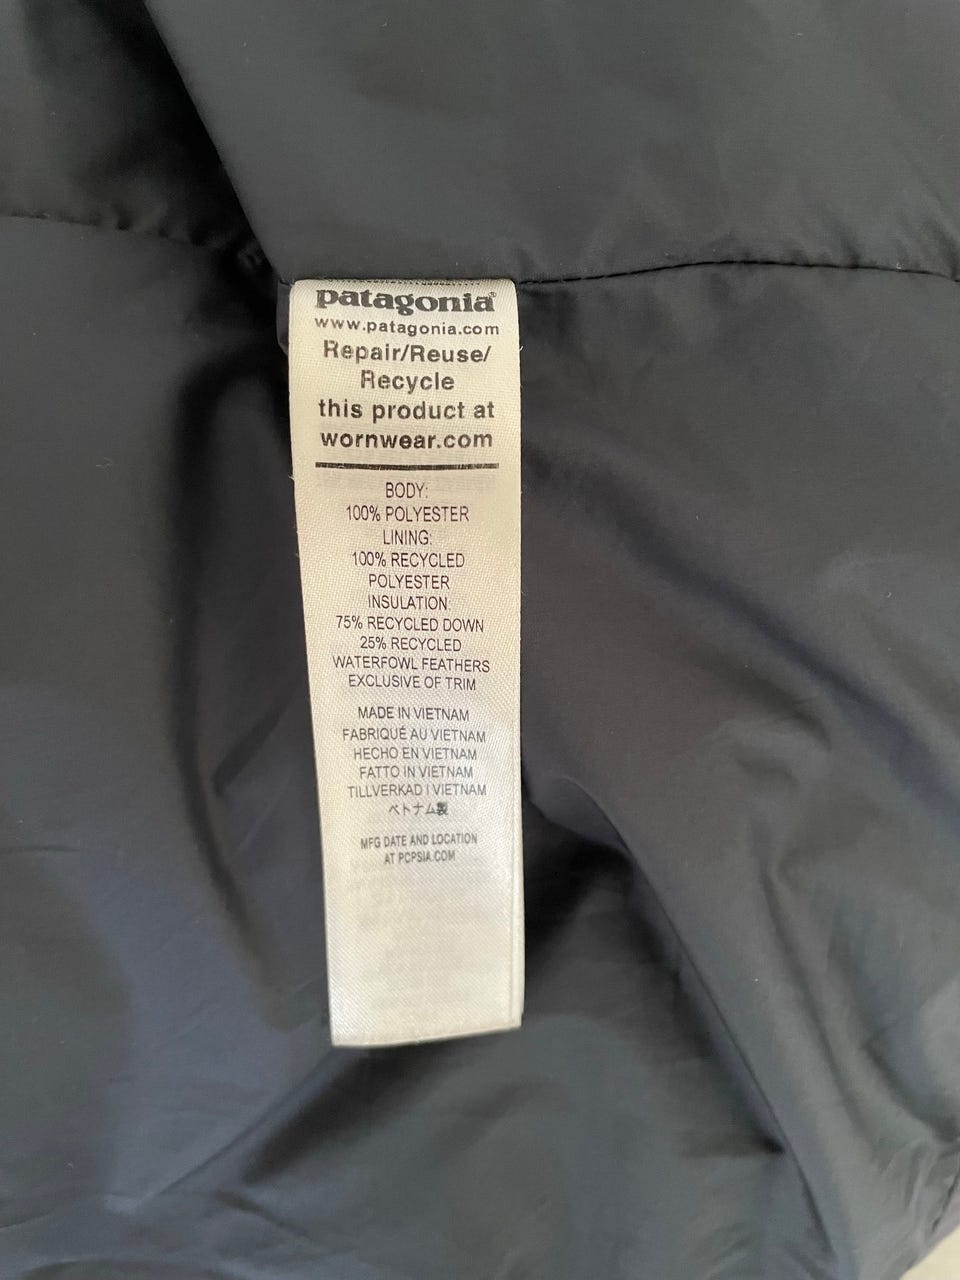 patagonia®
www.patagonia.com
Repair/Reuse/
Recycle
this product at
wornwear.com
BODY:
100% POLYESTER
LINING:
100% RECYCLED
POLYESTER
INSULATION:
75% RECYCLED DOWN
25% RECYCLED
WATERFOWL FEATHERS
EXCLUSIVE OF TRIM
MADE IN VIETNAM
FABRIQUÉ AU VIETNAM
HECHO EN VIETNAM
FATTO IN VIETNAM
TILLVERKAD I VIETNAM
ベトナム製
MFG DATE AND LOCATION
AT PCPSIA.COM